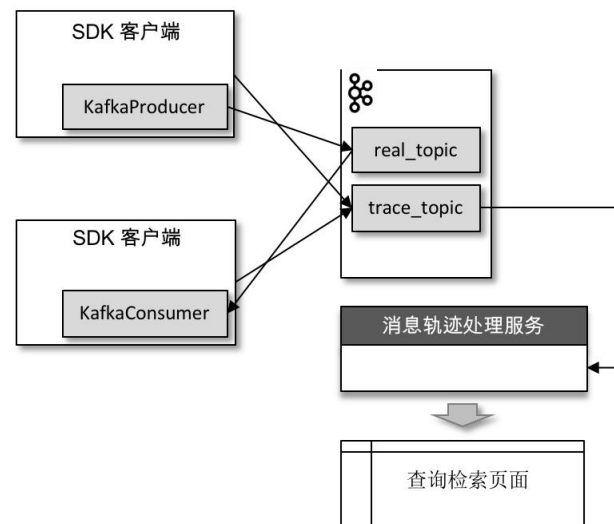 SDK 客户端
KafkaProducer
real_topic
trace_topic
SDK 客户端
KafkaConsumer
消息轨迹处理服务
查询检索页面